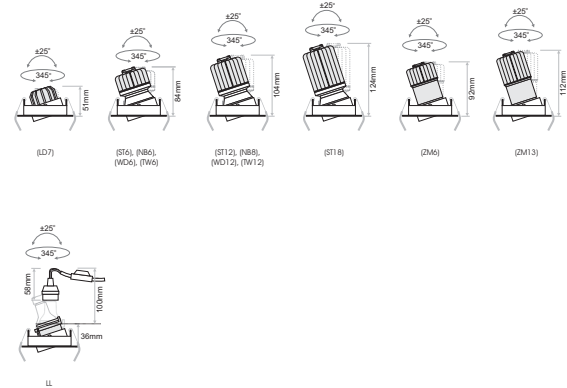 ±25°
345°
51mm
(LD7)
±25°
345°
84mm
(ST6), (NB6),
(WD6), (TW6)
±25°
345°
104mm
(ST12), (NB8),
(WD12), (TW12)
±25°
345°
124mm
(ST18)
±25°
345°
92mm
(ZM6)
±25°
345°
112mm
(ZM13)
±25°
345°
58mm
100mm
36mm
LL